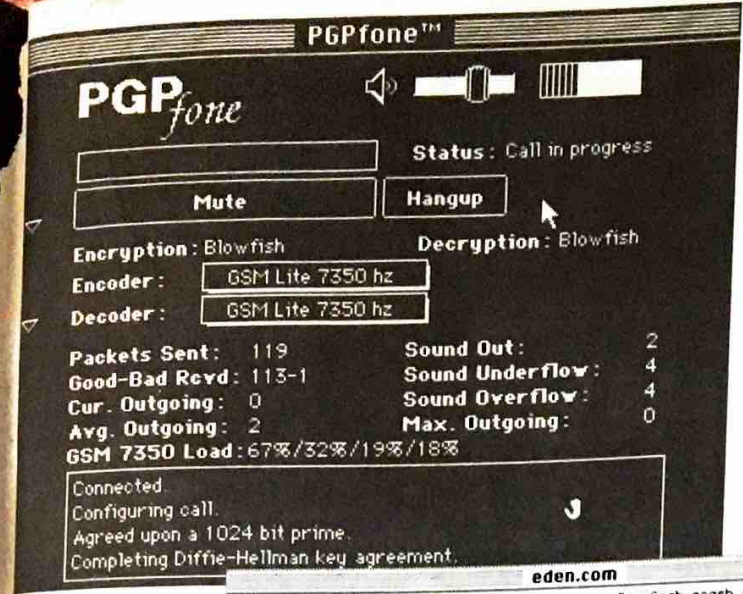 PGPfone™
PGPfone
Status: Call in progress
Mute
Hangup
Encryption: Blowfish
Decryption: Blowfish
Encoder: GSM Lite 7350 hz
Decoder: GSM Lite 7350 hz
Packets Sent: 119
Sound Out: 2
Good-Bad Rcvd: 113-1
Sound Underflow: 4
Cur. Outgoing: 0
Sound Overflow: 4
Avg. Outgoing: 2
Max. Outgoing: 0
GSM 7350 Load: 67%/32%/19%/18%
Connected.
Configuring call.
Agreed upon a 1024 bit prime.
Completing Diffie-Hellman key agreement.
eden.com